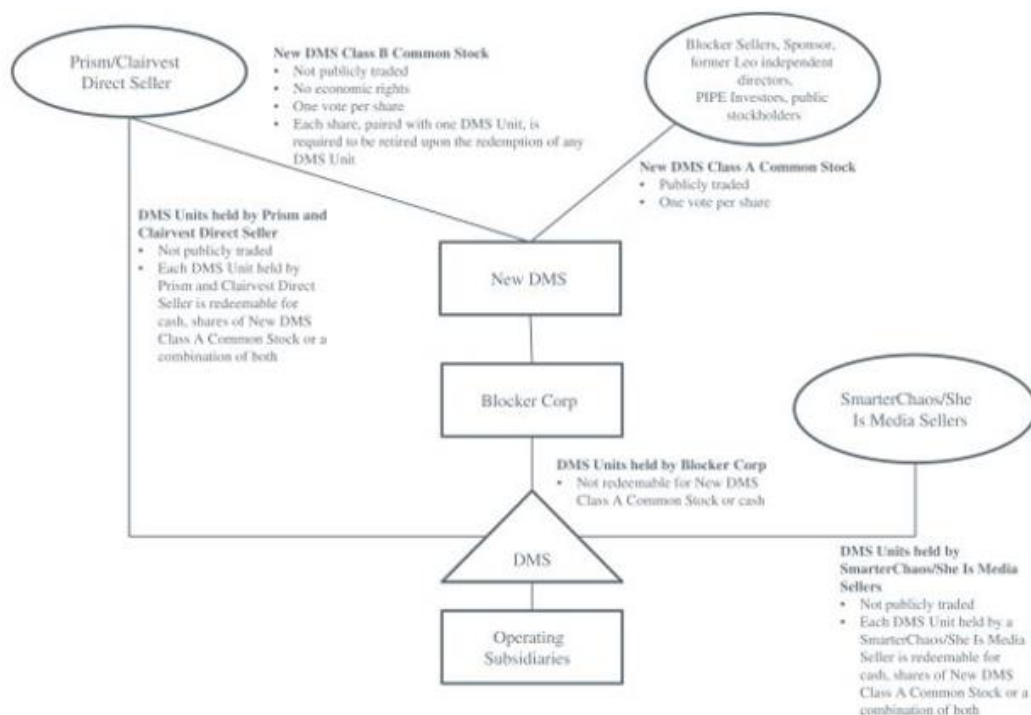 Prism/Clairvest
Direct Seller
New DMS Class B Common Stock
• Not publicly traded
• No economic rights
• One vote per share
• Each share, paired with one DMS Unit, is
required to be retired upon the redemption of any
DMS Unit
Blocker Sellers, Sponsor,
former Leo independent
directors,
PIPE Investors, public
stockholders
New DMS Class A Common Stock
• Publicly traded
• One vote per share
DMS Units held by Prism and
Clairvest Direct Seller
• Not publicly traded
• Each DMS Unit held by
Prism and Clairvest Direct
Seller is redeemable for
cash, shares of New DMS
Class A Common Stock or a
combination of both
New DMS
Blocker Corp
SmarterChaos/She
Is Media Sellers
DMS Units held by Blocker Corp
• Not redeemable for New DMS
Class A Common Stock or cash
DMS
DMS Units held by
SmarterChaos/She Is Media
Sellers
• Not publicly traded
• Each DMS Unit held by a
SmarterChaos/She Is Media
Seller is redeemable for
cash, shares of New DMS
Class A Common Stock or a
combination of both
Operating
Subsidiaries